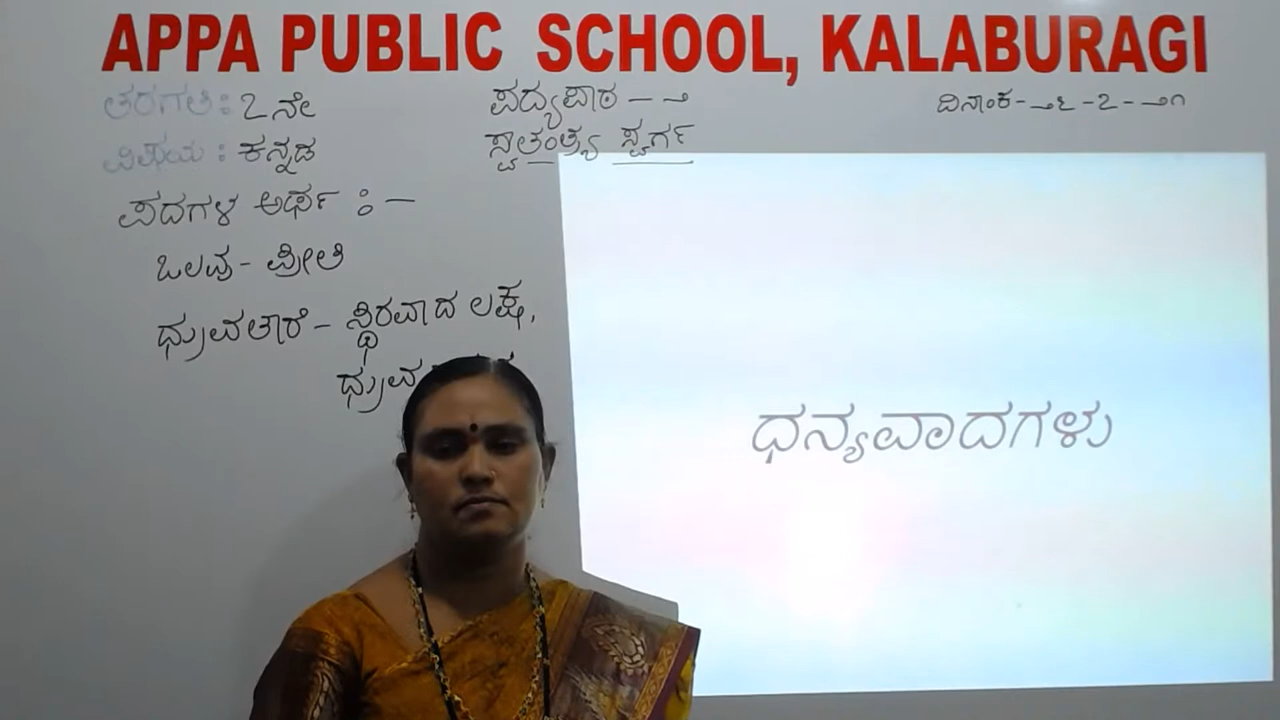 APPA PUBLIC SCHOOL, KALABURAGI
ತರಗತಿ : ೭ನೇ
ವಿಷಯ : ಕನ್ನಡ
ಪದ್ಯಪಾಠ -
ಸ್ವಾತಂತ್ರ್ಯ ಸ್ವರ್ಗ
ದಿನಾಂಕ-
ಪದಗಳ ಅರ್ಥ :-
ಒಲವು - ಪ್ರೀತಿ
ಧ್ರುವತಾರೆ - ಸ್ಥಿರವಾದ ಲಕ್ಷ,
ಧ್ರುವ
ಧನ್ಯವಾದಗಳು